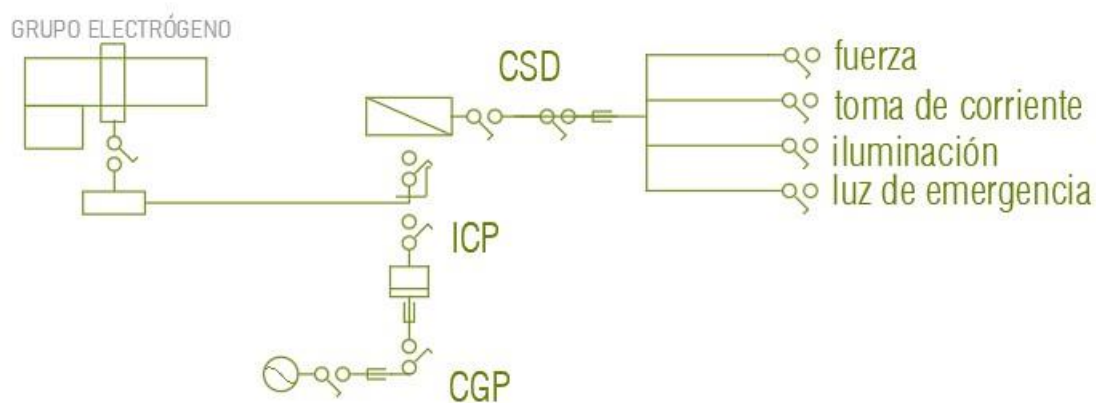 GRUPO ELECTRÓGENO
CSD
fuerza
toma de corriente
iluminación
luz de emergencia
ICP
CGP